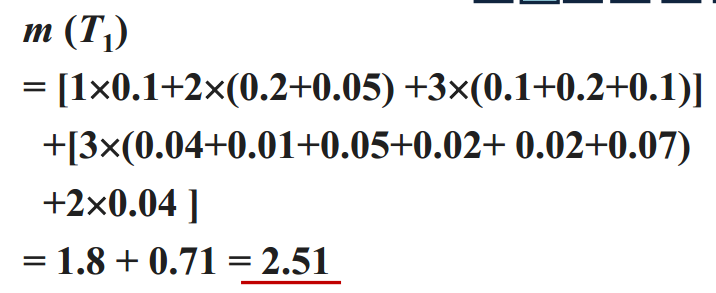 m (T₁)
= [1×0.1+2×(0.2+0.05) +3×(0.1+0.2+0.1)]
+[3×(0.04+0.01+0.05+0.02+ 0.02+0.07)
+2×0.04 ]
= 1.8 + 0.71 = 2.51